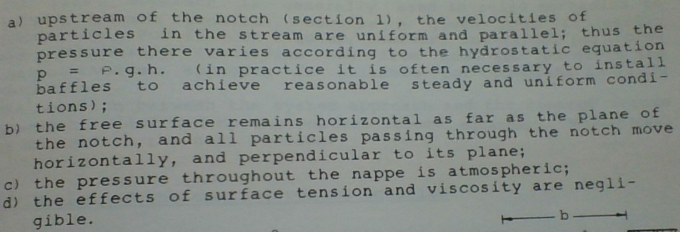 a) upstream of the notch (section 1), the velocities of
particles in the stream are uniform and parallel; thus the
pressure there varies according to the hydrostatic equation
p = ρ.g.h. (in practice it is often necessary to install
baffles to achieve reasonable steady and uniform condi-
tions);
b) the free surface remains horizontal as far as the plane of
the notch, and all particles passing through the notch move
horizontally, and perpendicular to its plane;
c) the pressure throughout the nappe is atmospheric;
d) the effects of surface tension and viscosity are negli-
gible.
b